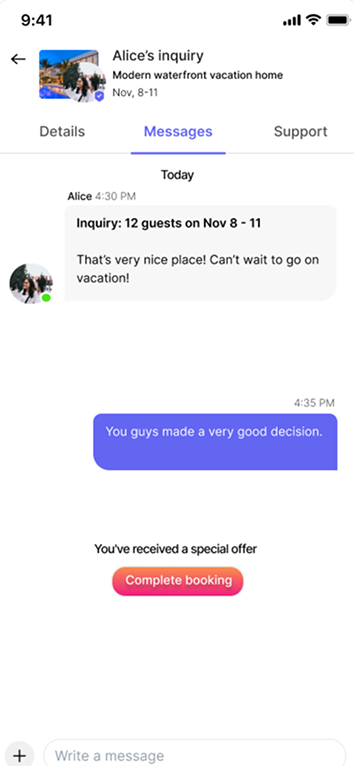 9:41
Alice’s inquiry
Modern waterfront vacation home
Nov, 8-11
Details
Messages
Support
Today
Alice 4:30 PM
Inquiry: 12 guests on Nov 8 - 11
That’s very nice place! Can’t wait to go on
vacation!
4:35 PM
You guys made a very good decision.
You've received a special offer
Complete booking
Write a message